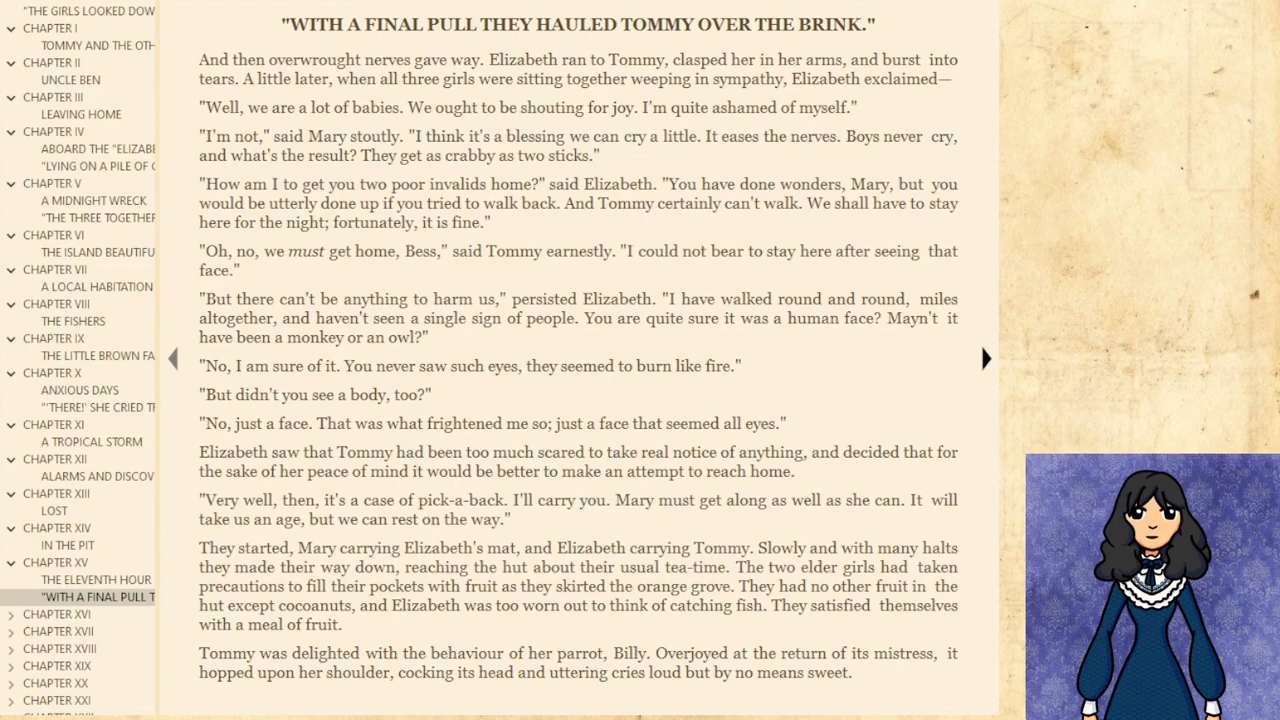 "THE GIRLS LOOKED DOW
CHAPTER I
TOMMY AND THE OTH
CHAPTER II
UNCLE BEN
CHAPTER III
LEAVING HOME
CHAPTER IV
ABOARD THE "ELIZABE
"LYING ON A PILE OF
CHAPTER V
A MIDNIGHT WRECK
"THE THREE TOGETHER
CHAPTER VI
THE ISLAND BEAUTIFU
CHAPTER VII
A LOCAL HABITATION
CHAPTER VIII
THE FISHERS
CHAPTER IX
THE LITTLE BROWN FA
CHAPTER X
ANXIOUS DAYS
"'THERE!' SHE CRIED
CHAPTER XI
A TROPICAL STORM
CHAPTER XII
ALARMS AND DISCOV
CHAPTER XIII
LOST
CHAPTER XIV
IN THE PIT
CHAPTER XV
THE ELEVENTH HOUR
"WITH A FINAL PULL T
CHAPTER XVI
CHAPTER XVII
CHAPTER XVIII
CHAPTER XIX
CHAPTER XX
CHAPTER XXI
"WITH A FINAL PULL THEY HAULED TOMMY OVER THE BRINK."
And then overwrought nerves gave way. Elizabeth ran to Tommy, clasped her in her arms, and burst into
tears. A little later, when all three girls were sitting together weeping in sympathy, Elizabeth exclaimed—
"Well, we are a lot of babies. We ought to be shouting for joy. I'm quite ashamed of myself."
"I'm not," said Mary stoutly. "I think it's a blessing we can cry a little. It eases the nerves. Boys never cry,
and what's the result? They get as crabby as two sticks."
"How am I to get you two poor invalids home?" said Elizabeth. "You have done wonders, Mary, but you
would be utterly done up if you tried to walk back. And Tommy certainly can't walk. We shall have to stay
here for the night; fortunately, it is fine."
"Oh, no, we must get home, Bess," said Tommy earnestly. "I could not bear to stay here after seeing that
face."
"But there can't be anything to harm us," persisted Elizabeth. "I have walked round and round, miles
altogether, and haven't seen a single sign of people. You are quite sure it was a human face? Mayn't it
have been a monkey or an owl?"
"No, I am sure of it. You never saw such eyes, they seemed to burn like fire."
"But didn't you see a body, too?"
"No, just a face. That was what frightened me so; just a face that seemed all eyes."
Elizabeth saw that Tommy had been too much scared to take real notice of anything, and decided that for
the sake of her peace of mind it would be better to make an attempt to reach home.
"Very well, then, it's a case of pick-a-back. I'll carry you. Mary must get along as well as she can. It will
take us an age, but we can rest on the way."
They started, Mary carrying Elizabeth's mat, and Elizabeth carrying Tommy. Slowly and with many halts
they made their way down, reaching the hut about their usual tea-time. The two elder girls had taken
precautions to fill their pockets with fruit as they skirted the orange grove. They had no other fruit in the
hut except cocoanuts, and Elizabeth was too worn out to think of catching fish. They satisfied themselves
with a meal of fruit.
Tommy was delighted with the behaviour of her parrot, Billy. Overjoyed at the return of its mistress, it
hopped upon her shoulder, cocking its head and uttering cries loud but by no means sweet.